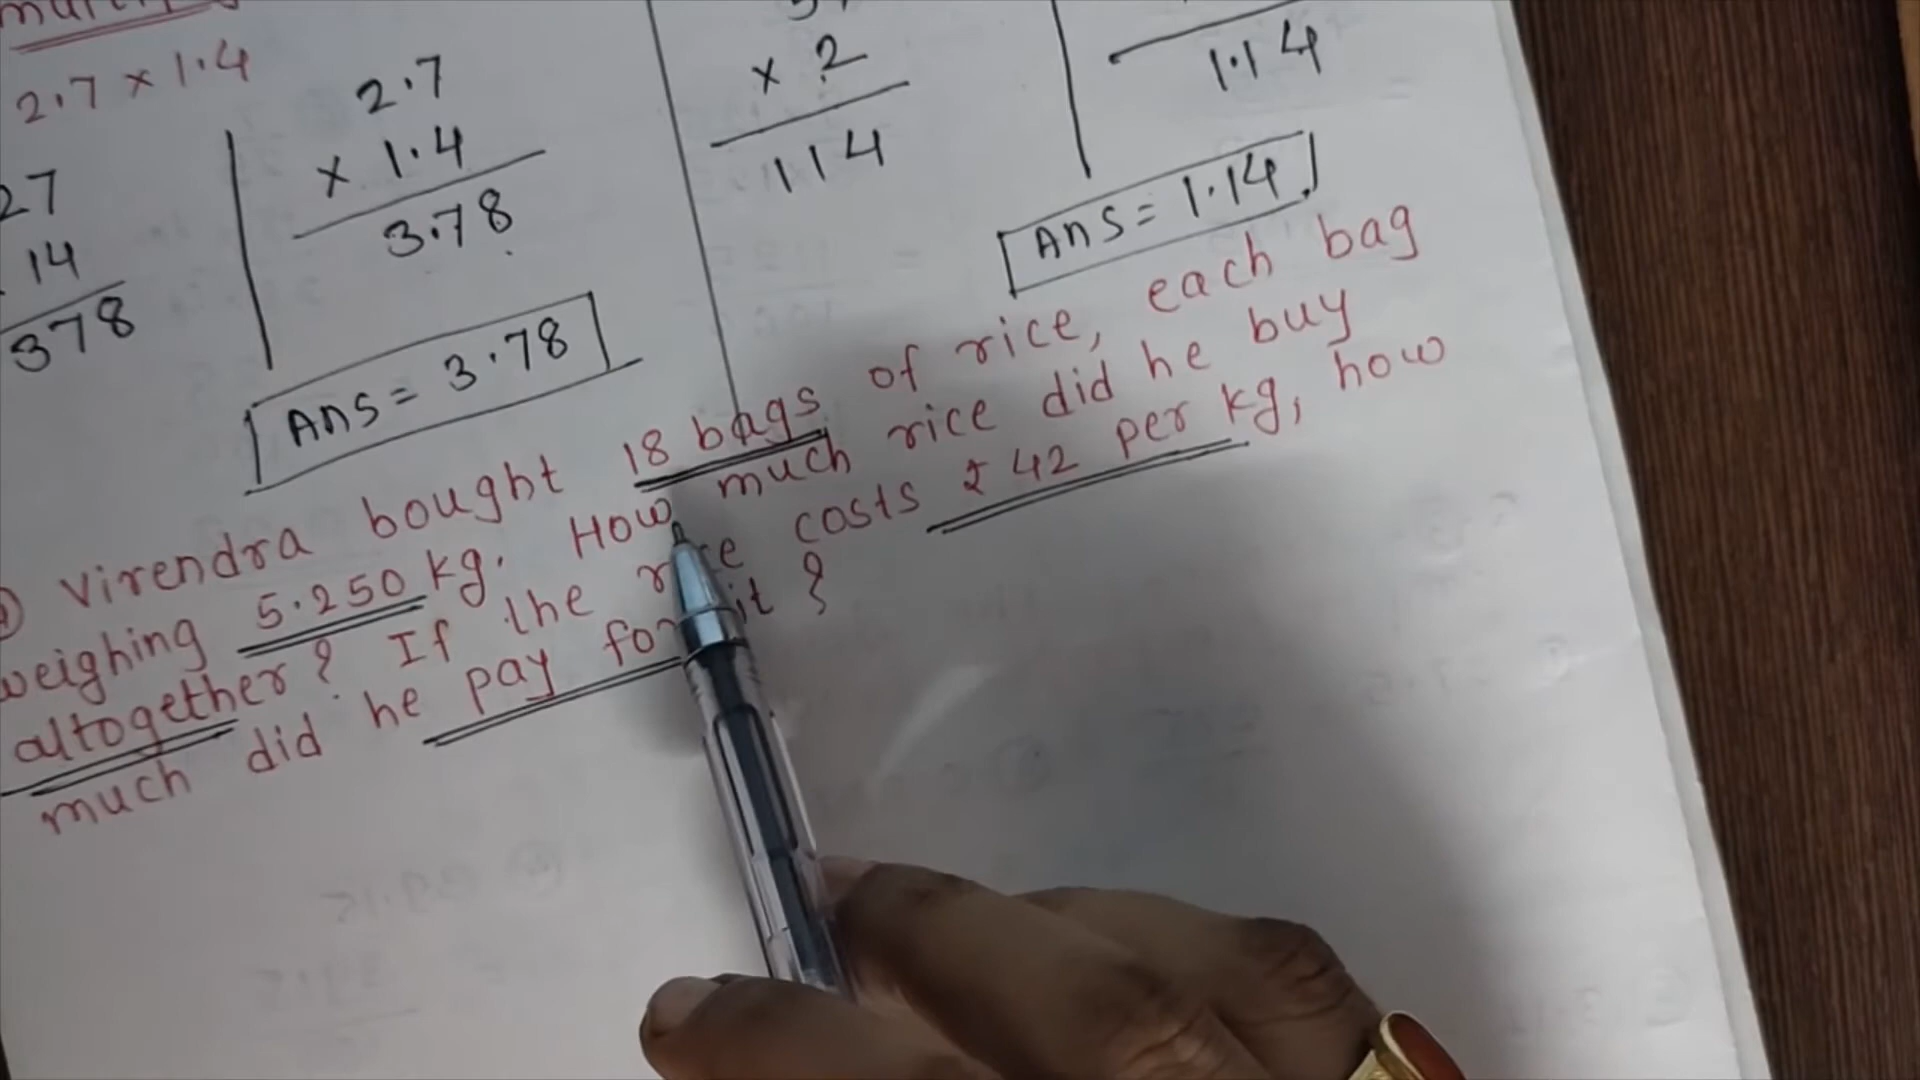 2.7 × 1.4
27
14
378
2.7
× 1.4
3.78
Ans = 3.78
× 2
114
1.14
Ans = 1.14
Virendra bought 18 bags of rice, each bag
weighing 5.250 kg. How much rice did he buy
altogether? If the rice costs ₹ 42 per kg, how
much did he pay for it?